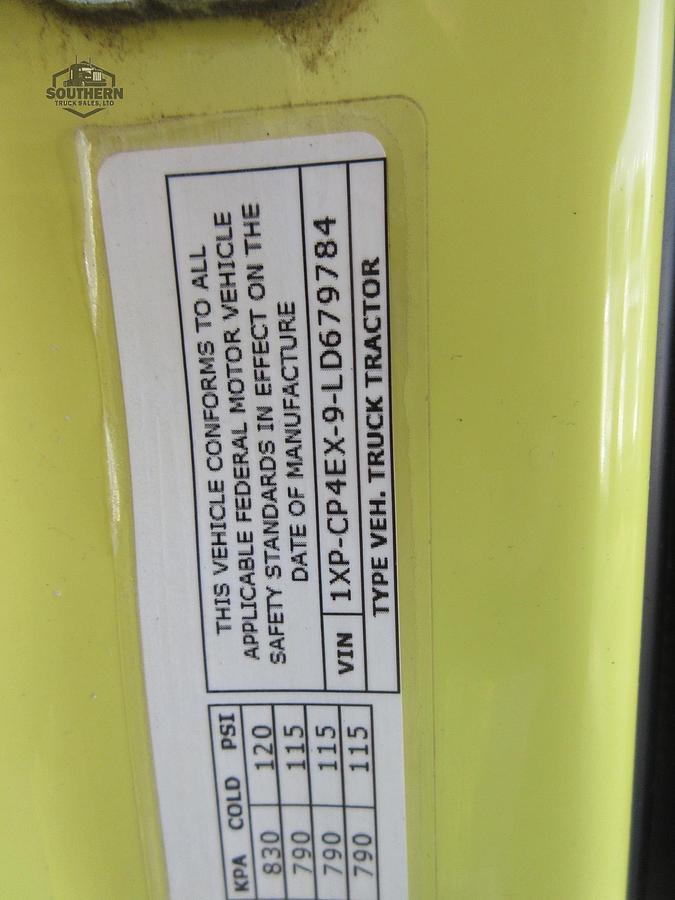 SOUTHERN
TRUCK SALES, LTD
THIS VEHICLE CONFORMS TO ALL
APPLICABLE FEDERAL MOTOR VEHICLE
SAFETY STANDARDS IN EFFECT ON THE
DATE OF MANUFACTURE
VIN 1XP-CP4EX-9-LD679784
TYPE VEH. TRUCK TRACTOR
KPA COLD PSI
830 120
790 115
790 115
790 115